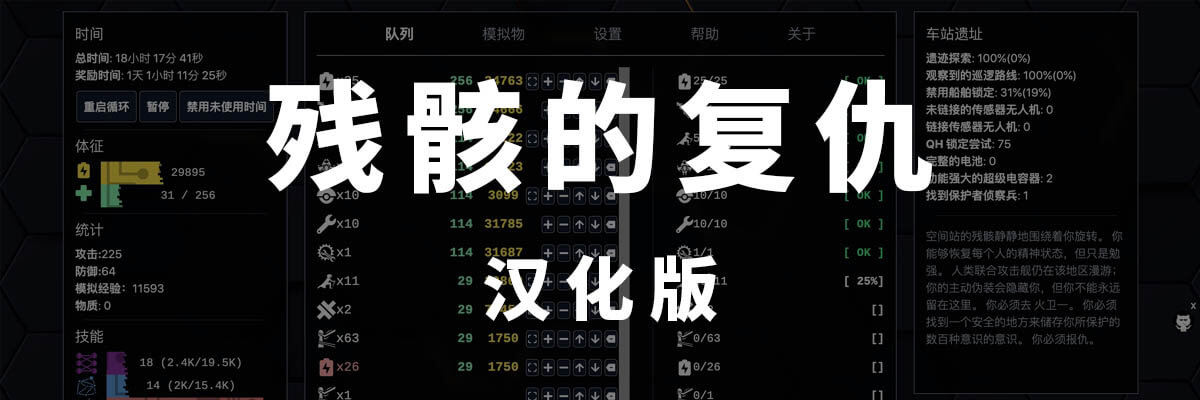 残骸的复仇
汉化版
时间
总时间: 18小时 17分 41秒
奖励时间: 1天 1小时 11分 25秒
重启循环 暂停 禁用未使用时间
体征
29895
31 / 256
统计
攻击:225
防御:64
模拟经验: 11593
物质: 0
技能
18 (2.4K/19.5K)
14 (2K/15.4K)
队列 模拟物 设置 帮助 关于
256 34763 25/25 [ OK ]
256
[ OK ]
x10 114 3099 10/10 [ OK ]
x10 114 31785 10/10 [ OK ]
x1 114 31687 1/1 [ OK ]
x11 29 [ 25%]
x2 29 []
x63 29 1750 0/63 []
x26 29 1750 0/26 []
x1 29 1750 0/1 []
车站遗址
遗迹探索: 100%(0%)
观察到的巡逻路线: 100%(0%)
禁用船舶锁定: 31%(19%)
未链接的传感器无人机: 0
链接传感器无人机: 0
QH 锁定尝试: 75
完整的电池: 0
功能强大的超级电容器: 2
找到保护者侦察兵: 1
空间站的残骸静静地围绕着你旋转。 你
能够恢复每个人的精神状态，但只是勉
强。 人类联合攻击舰仍在该地区漫游；
你的主动伪装会隐藏你，但你不能永远
留在这里。 你必须去 火卫一。 你必须
找到一个安全的地方来储存你所保护的
数百种意识的意识。 你必须报仇。
x